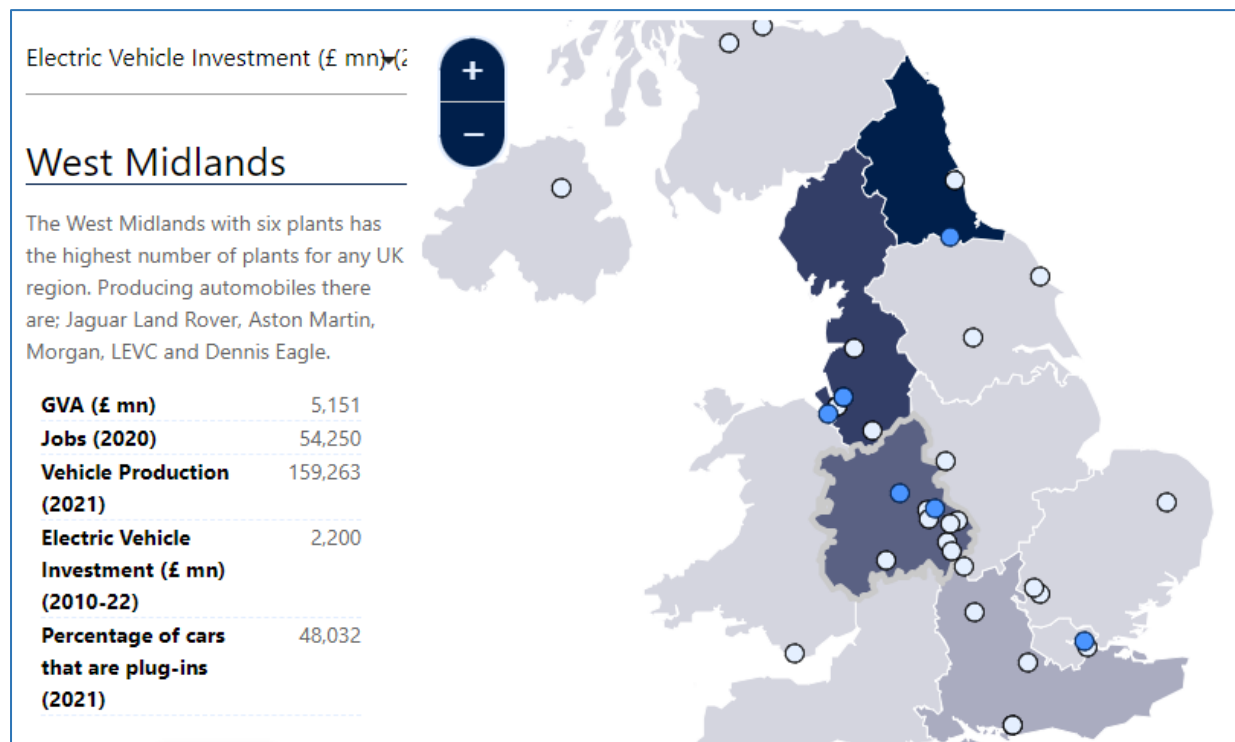 Electric Vehicle Investment (£ mn) (2
+
−
West Midlands
The West Midlands with six plants has
the highest number of plants for any UK
region. Producing automobiles there
are; Jaguar Land Rover, Aston Martin,
Morgan, LEVC and Dennis Eagle.
GVA (£ mn) 5,151
Jobs (2020) 54,250
Vehicle Production 159,263
(2021)
Electric Vehicle 2,200
Investment (£ mn)
(2010-22)
Percentage of cars 48,032
that are plug-ins
(2021)